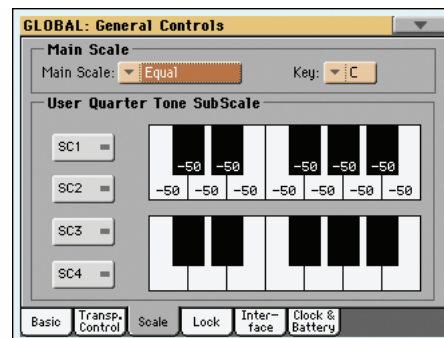 GLOBAL: General Controls
Main Scale
Main Scale: Equal Key: C
User Quarter Tone SubScale
SC1
-50 -50 -50 -50 -50
SC2
-50 -50 -50 -50 -50 -50 -50
SC3
SC4
Basic Transp. Control Scale Lock Inter- face Clock & Battery